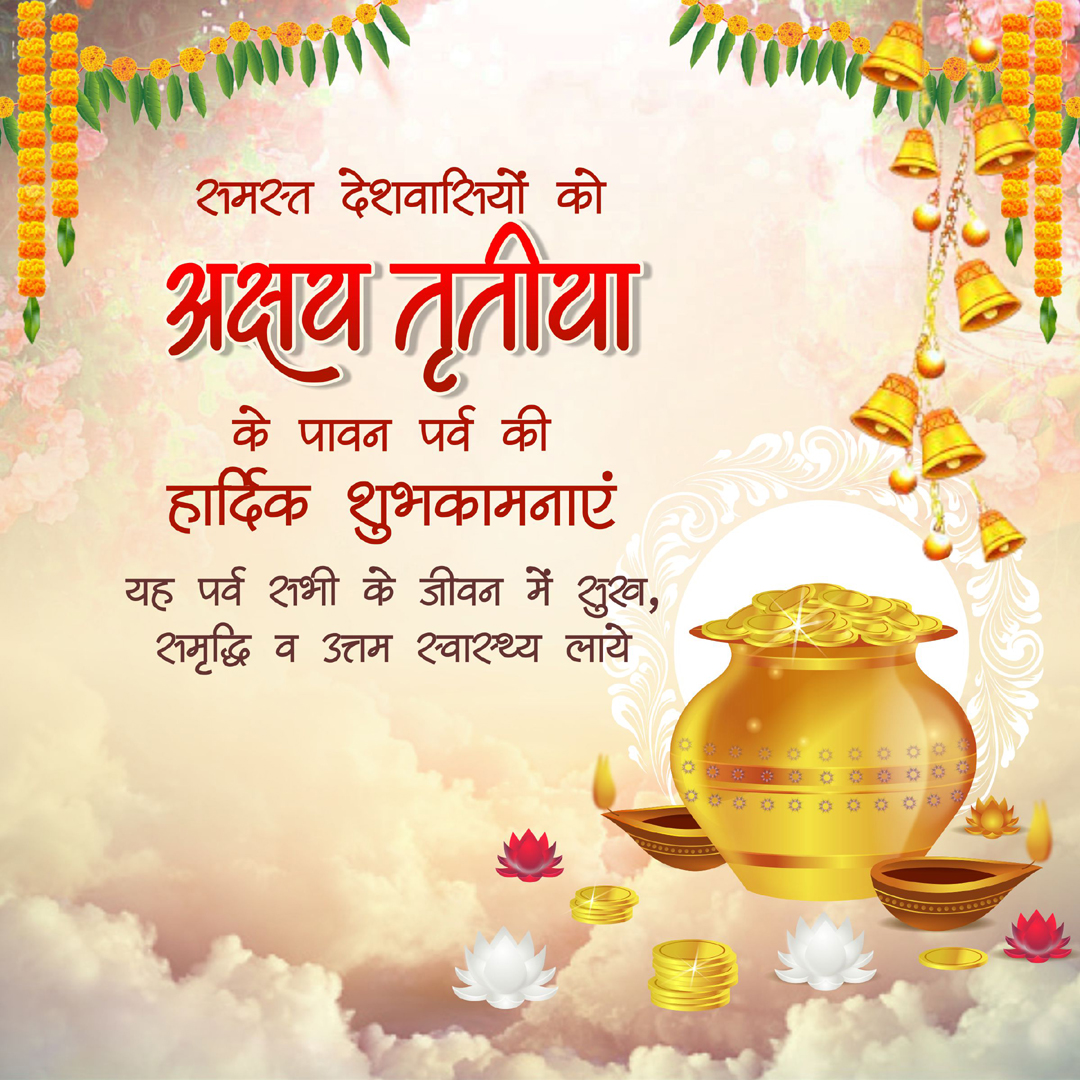 समस्त देशवासियों को
अक्षय तृतीया
के पावन पर्व की
हार्दिक शुभकामनाएं
यह पर्व सभी के जीवन में सुख,
समृद्धि व उत्तम स्वास्थ्य लाये